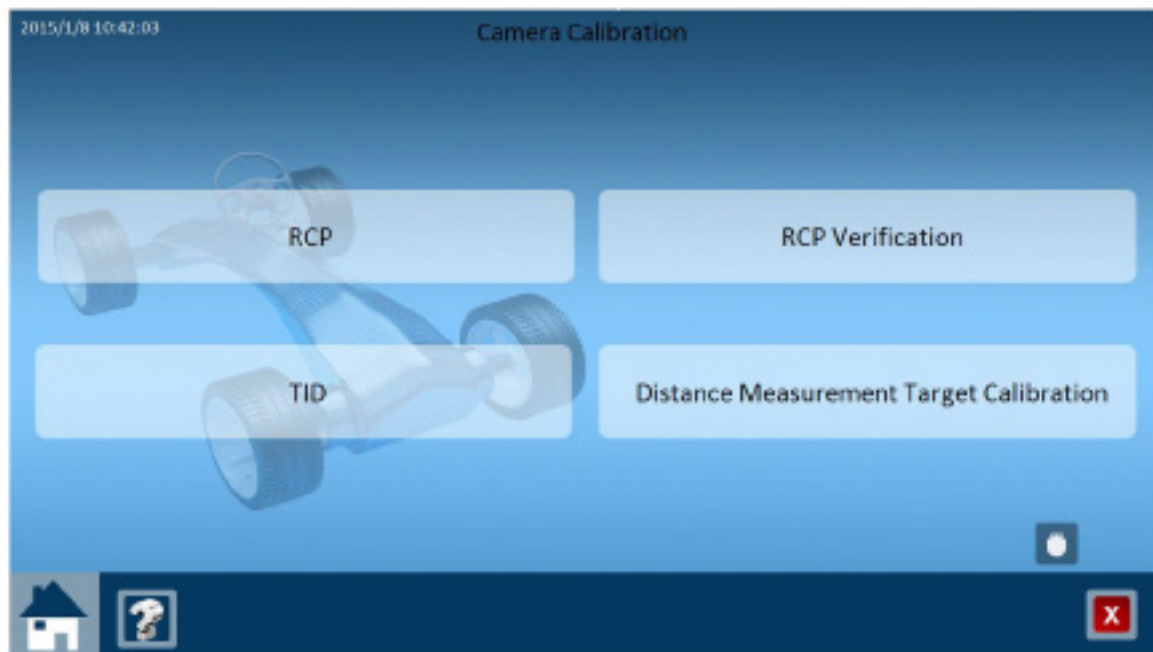 2015/1/8 10:42:03
Camera Calibration
RCP
RCP Verification
TID
Distance Measurement Target Calibration
?
X